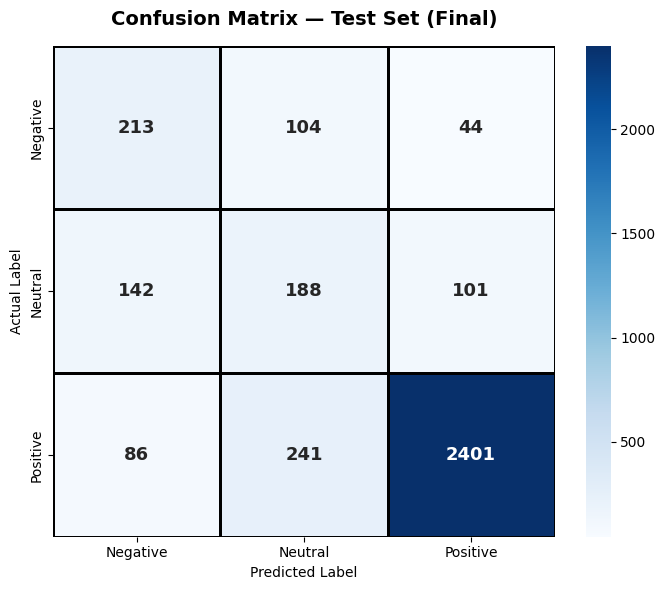 Confusion Matrix — Test Set (Final)
Actual Label
Negative
213 104 44
Neutral
142 188 101
Positive
86 241 2401
Negative Neutral Positive
Predicted Label
2000
1500
1000
500